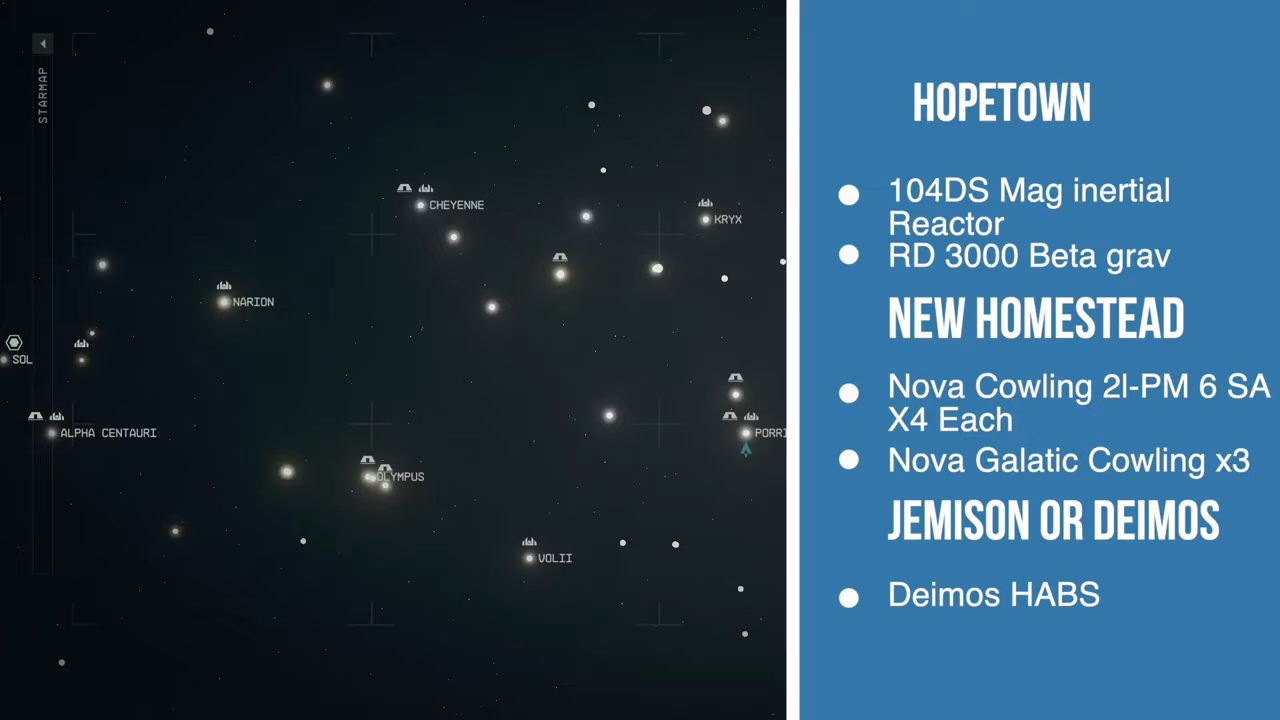 STARMAP
CHEYENNE
KRYX
NARION
SOL
ALPHA CENTAURI
PORRI
OLYMPUS
VOLII
HOPETOWN
104DS Mag inertial
Reactor
RD 3000 Beta grav
NEW HOMESTEAD
Nova Cowling 2l-PM 6 SA
X4 Each
Nova Galatic Cowling x3
JEMISON OR DEIMOS
Deimos HABS